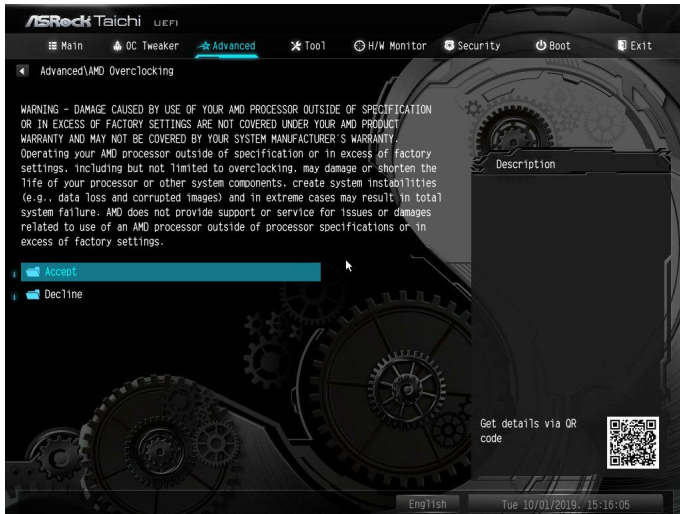 ASRock Taichi UEFI
Main OC Tweaker Advanced Tool H/W Monitor Security Boot Exit
Advanced\AMD Overclocking
WARNING - DAMAGE CAUSED BY USE OF YOUR AMD PROCESSOR OUTSIDE OF SPECIFICATION
OR IN EXCESS OF FACTORY SETTINGS ARE NOT COVERED UNDER YOUR AMD PRODUCT
WARRANTY AND MAY NOT BE COVERED BY YOUR SYSTEM MANUFACTURER'S WARRANTY.
Operating your AMD processor outside of specification or in excess of factory
settings, including but not limited to overclocking, may damage or shorten the
life of your processor or other system components, create system instabilities
(e.g., data loss and corrupted images) and in extreme cases may result in total
system failure. AMD does not provide support or service for issues or damages
related to use of an AMD processor outside of processor specifications or in
excess of factory settings.
Description
Accept
Decline
Get details via QR
code
English Tue 10/01/2019, 15:16:05